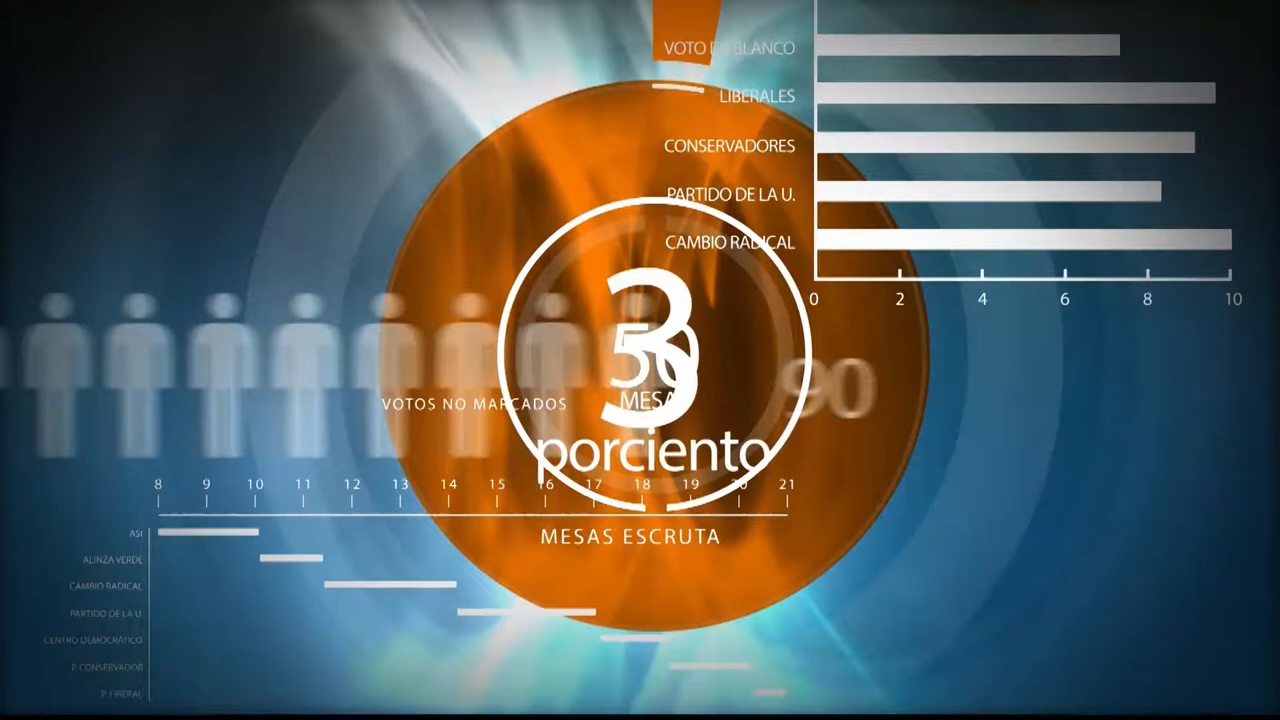 VOTO EN BLANCO
LIBERALES
CONSERVADORES
PARTIDO DE LA U.
CAMBIO RADICAL
0 2 4 6 8 10
3
50
90
VOTOS NO MARCADOS
MESA
porciento
8 9 10 11 12 13 14 15 16 17 18 19 20 21
MESAS ESCRUTA
ASI
ALINZA VERDE
CAMBIO RADICAL
PARTIDO DE LA U.
CENTRO DEMOCRÁTICO
P. CONSERVADOR
P. LIBERAL